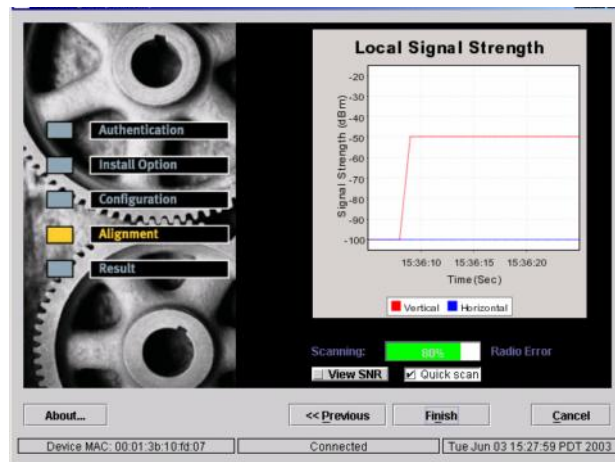 Local Signal Strength
Authentication
Install Option
Configuration
Alignment
Result
Signal Strength (dBm)
-20
-30
-40
-50
-60
-70
-80
-90
-100
15:36:10 15:36:15 15:36:20
Time(Sec)
Vertical Horizontal
Scanning: 80% Radio Error
View SNR Quick scan
About... << Previous Finish Cancel
Device MAC: 00:01:3b:10:fd:07 Connected Tue Jun 03 15:27:59 PDT 2003